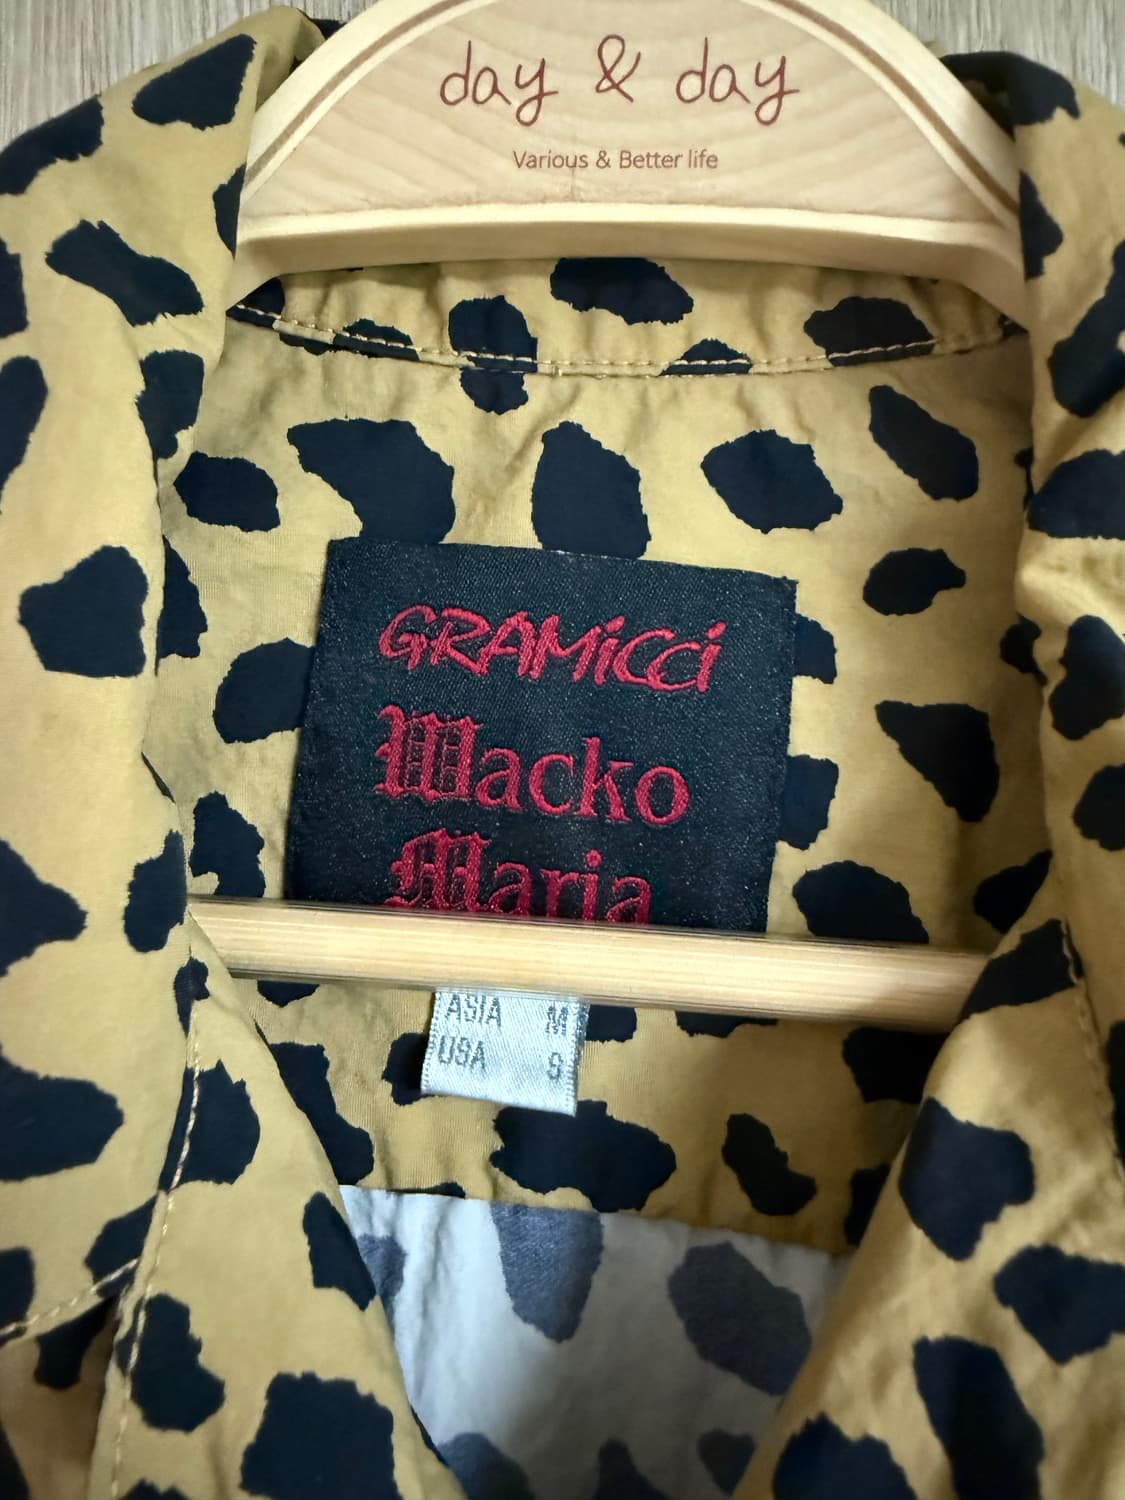 day & day
Various & Better life
GRAMiCCi
Wacko
Maria
ASIA M
USA S